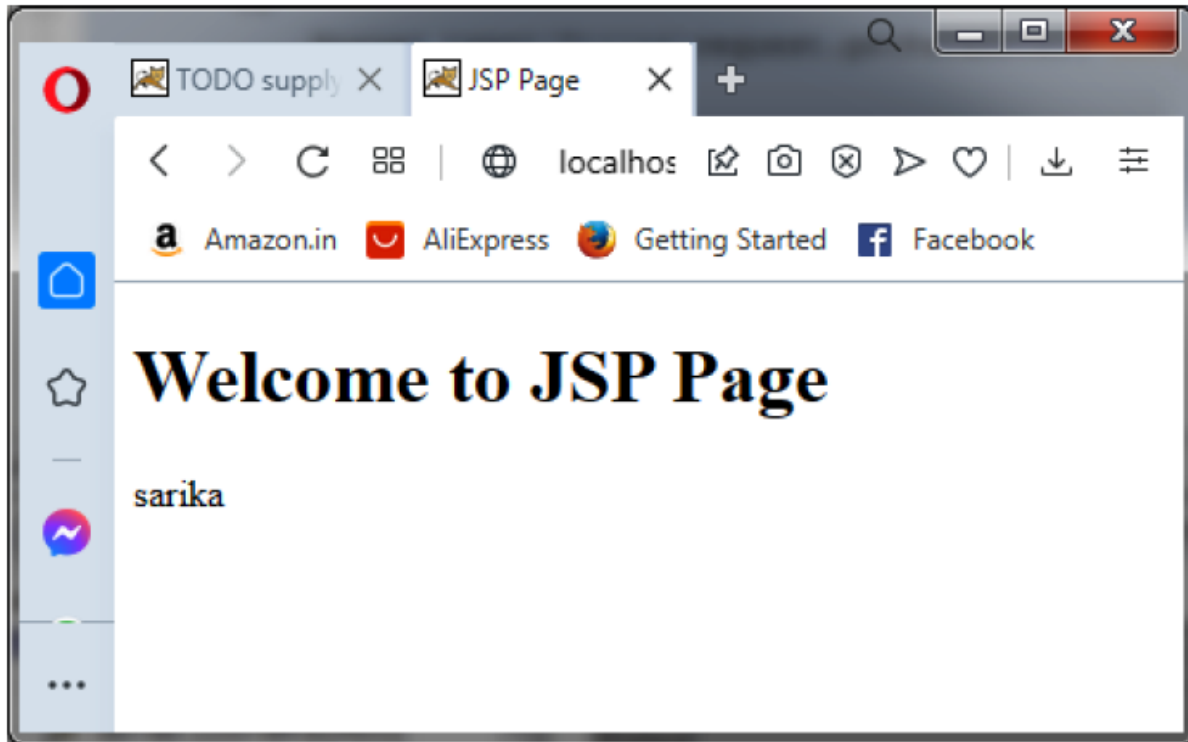 TODO supply
JSP Page
localhos
Amazon.in AliExpress Getting Started Facebook
Welcome to JSP Page
sarika